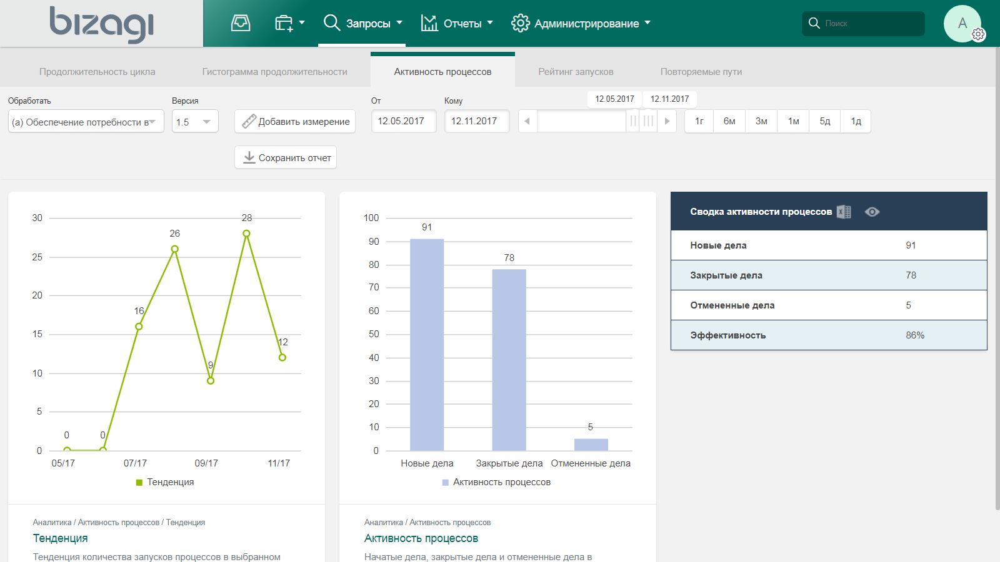 bizagi
Запросы
Отчеты
Администрирование
Поиск
A
Продолжительность цикла
Гистограмма продолжительности
Активность процессов
Рейтинг запусков
Повторяемые пути
Обработать
Версия
От
Кому
12.05.2017
12.11.2017
(a) Обеспечение потребности в
1.5
Добавить измерение
12.05.2017
12.11.2017
1г
6м
3м
1м
5д
1д
Сохранить отчет
30
25
20
15
10
5
0
0
0
16
26
9
28
12
05/17
07/17
09/17
11/17
Тенденция
Аналитика / Активность процессов / Тенденция
Тенденция
Тенденция количества запусков процессов в выбранном
100
90
80
70
60
50
40
30
20
10
0
91
78
5
Новые дела
Закрытые дела
Отмененные дела
Активность процессов
Аналитика / Активность процессов
Активность процессов
Начатые дела, закрытые дела и отмененные дела в
Сводка активности процессов
Новые дела 91
Закрытые дела 78
Отмененные дела 5
Эффективность 86%